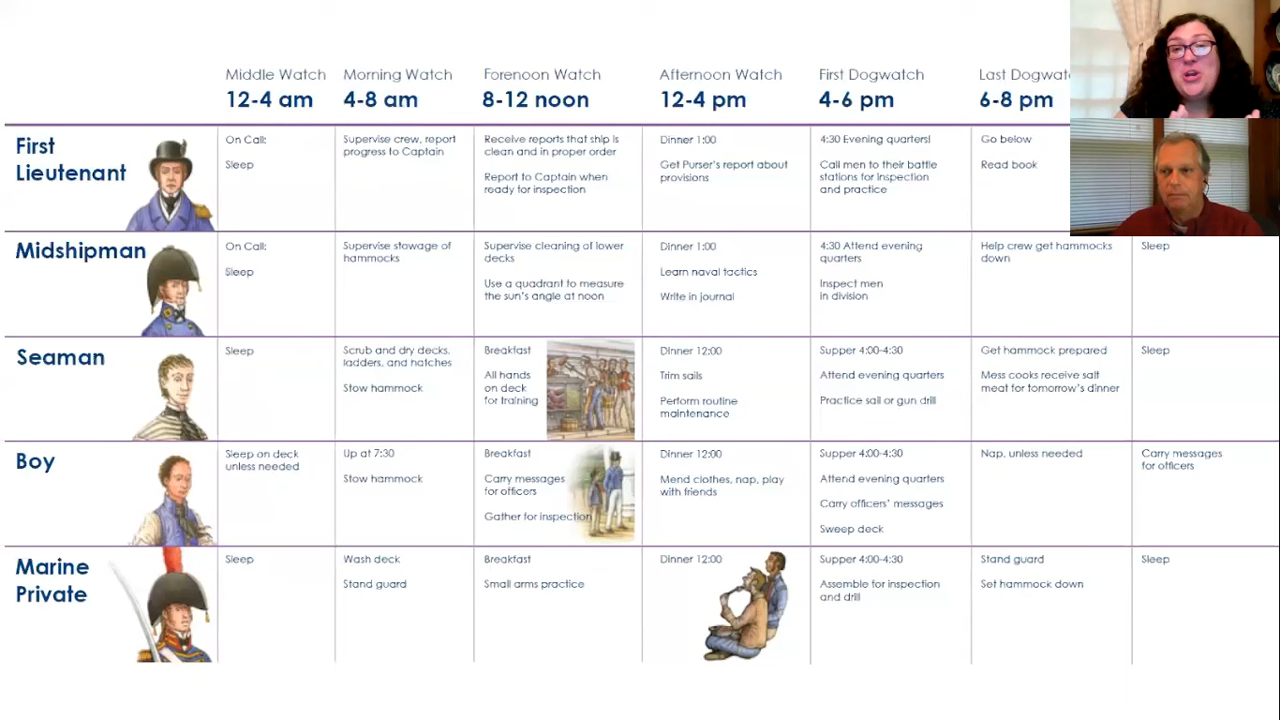 Middle Watch Morning Watch Forenoon Watch Afternoon Watch First Dogwatch Last
12-4 am 4-8 am 8-12 noon 12-4 pm 4-6 pm 6-8 pm
First
Lieutenant
On Call:
Sleep
Supervise crew, report
progress to Captain
Receive reports that ship is
clean and in proper order
Report to Captain when
ready for inspection
Dinner 1:00
Get Purser's report about
provisions
4:30 Evening quarters!
Call men to their battle
stations for inspection
and practice
Go below
Read book
Midshipman
On Call:
Sleep
Supervise stowage of
hammocks
Supervise cleaning of lower
decks
Use a quadrant to measure
the sun's angle at noon
Dinner 1:00
Learn naval tactics
Write in journal
4:30 Attend evening
quarters
Inspect men
in division
Help crew get hammocks
down
Sleep
Seaman
Sleep
Scrub and dry decks,
ladders, and hatches
Stow hammock
Breakfast
All hands
on deck
for training
Dinner 12:00
Trim sails
Perform routine
maintenance
Supper 4:00-4:30
Attend evening quarters
Practice sail or gun drill
Get hammock prepared
Mess cooks receive salt
meat for tomorrow's dinner
Sleep
Boy
Sleep on deck
unless needed
Up at 7:30
Stow hammock
Breakfast
Carry messages
for officers
Gather for inspection
Dinner 12:00
Mend clothes, nap, play
with friends
Supper 4:00-4:30
Attend evening quarters
Carry officers' messages
Sweep deck
Nap, unless needed
Carry messages
for officers
Marine
Private
Sleep
Wash deck
Stand guard
Breakfast
Small arms practice
Dinner 12:00
Supper 4:00-4:30
Assemble for inspection
and drill
Stand guard
Set hammock down
Sleep